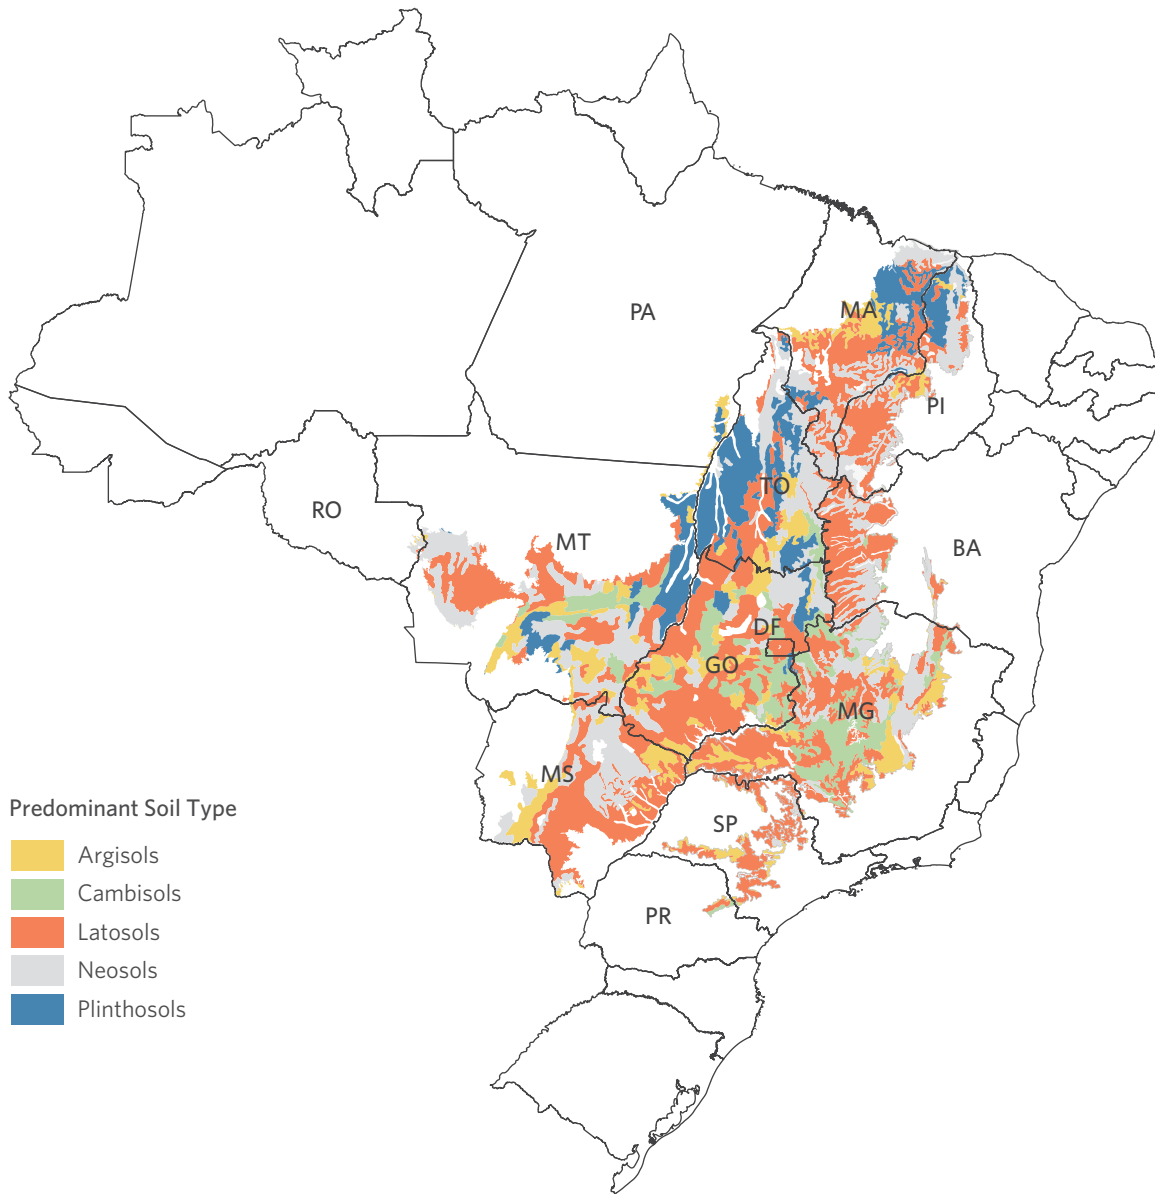 PA
MA
PI
TO
RO
MT
BA
DF
GO
MG
MS
SP
PR
Predominant Soil Type
Argisols
Cambisols
Latosols
Neosols
Plinthosols